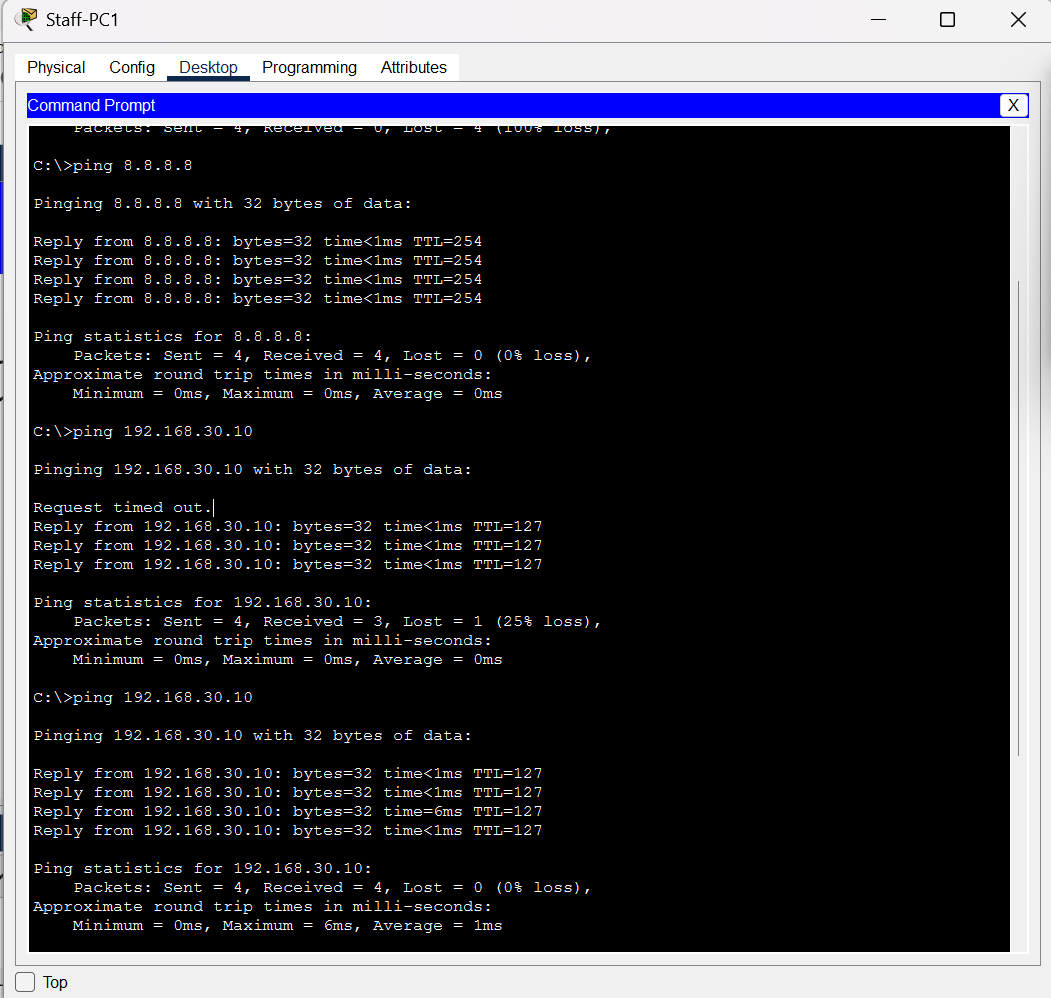 Staff-PC1
Physical Config Desktop Programming Attributes
Command Prompt
X
Packets: Sent = 4, Received = 0, Lost = 4 (100% loss),
C:\>ping 8.8.8.8
Pinging 8.8.8.8 with 32 bytes of data:
Reply from 8.8.8.8: bytes=32 time<1ms TTL=254
Reply from 8.8.8.8: bytes=32 time<1ms TTL=254
Reply from 8.8.8.8: bytes=32 time<1ms TTL=254
Reply from 8.8.8.8: bytes=32 time<1ms TTL=254
Ping statistics for 8.8.8.8:
Packets: Sent = 4, Received = 4, Lost = 0 (0% loss),
Approximate round trip times in milli-seconds:
Minimum = 0ms, Maximum = 0ms, Average = 0ms
C:\>ping 192.168.30.10
Pinging 192.168.30.10 with 32 bytes of data:
Request timed out.
Reply from 192.168.30.10: bytes=32 time<1ms TTL=127
Reply from 192.168.30.10: bytes=32 time<1ms TTL=127
Reply from 192.168.30.10: bytes=32 time<1ms TTL=127
Ping statistics for 192.168.30.10:
Packets: Sent = 4, Received = 3, Lost = 1 (25% loss),
Approximate round trip times in milli-seconds:
Minimum = 0ms, Maximum = 0ms, Average = 0ms
C:\>ping 192.168.30.10
Pinging 192.168.30.10 with 32 bytes of data:
Reply from 192.168.30.10: bytes=32 time<1ms TTL=127
Reply from 192.168.30.10: bytes=32 time<1ms TTL=127
Reply from 192.168.30.10: bytes=32 time=6ms TTL=127
Reply from 192.168.30.10: bytes=32 time<1ms TTL=127
Ping statistics for 192.168.30.10:
Packets: Sent = 4, Received = 4, Lost = 0 (0% loss),
Approximate round trip times in milli-seconds:
Minimum = 0ms, Maximum = 6ms, Average = 1ms
Top